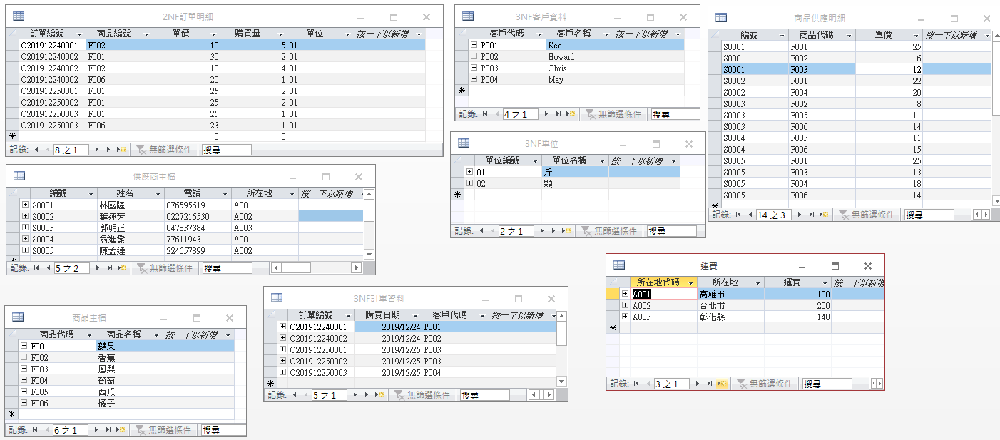 2NF訂單明細
訂單編號 商品編號 單價 購買量 單位 按一下以新增
O201912240001 F002 10 5 01
O201912240002 F001 30 2 01
O201912240002 F002 10 4 01
O201912240002 F006 20 1 01
O201912250001 F001 25 2 01
O201912250002 F001 25 2 01
O201912250003 F001 25 1 01
O201912250003 F006 23 1 01
0 0
記錄: 8 之 1 無篩選條件 搜尋
3NF客戶資料
客戶代碼 客戶名稱 按一下以新增
P001 Ken
P002 Howard
P003 Chris
P004 May
記錄: 4 之 1 無篩選條件 搜尋
商品供應明細
編號 商品代碼 單價 按一下以新增
S0001 F001 25
S0001 F002 6
S0001 F003 12
S0002 F001 22
S0002 F004 20
S0003 F002 8
S0003 F005 11
S0003 F006 14
S0004 F003 11
S0004 F006 15
S0005 F001 25
S0005 F003 13
S0005 F004 18
S0005 F006 14
記錄: 14 之 3 無篩選條件 搜尋
3NF單位
單位編號 單位名稱 按一下以新增
01 斤
02 顆
記錄: 2 之 1 無篩選條件 搜尋
供應商主檔
編號 姓名 電話 所在地 按一下以新增
S0001 林國隆 076595619 A001
S0002 葉連芳 0227216530 A002
S0003 郭明正 047837384 A003
S0004 翁進發 77611943 A001
S0005 陳孟達 224657899 A002
記錄: 5 之 2 無篩選條件 搜尋
運費
所在地代碼 所在地 運費 按一下以新增
A001 高雄市 100
A002 台北市 200
A003 彰化縣 140
記錄: 3 之 1 無篩選條件 搜尋
3NF訂單資料
訂單編號 購買日期 客戶代碼 按一下以新增
O201912240001 2019/12/24 P001
O201912240002 2019/12/24 P002
O201912250001 2019/12/25 P003
O201912250002 2019/12/25 P003
O201912250003 2019/12/25 P004
記錄: 5 之 1 無篩選條件 搜尋
商品主檔
商品代碼 商品名稱 按一下以新增
F001 蘋果
F002 香蕉
F003 鳳梨
F004 葡萄
F005 西瓜
F006 橘子
記錄: 6 之 1 無篩選條件 搜尋